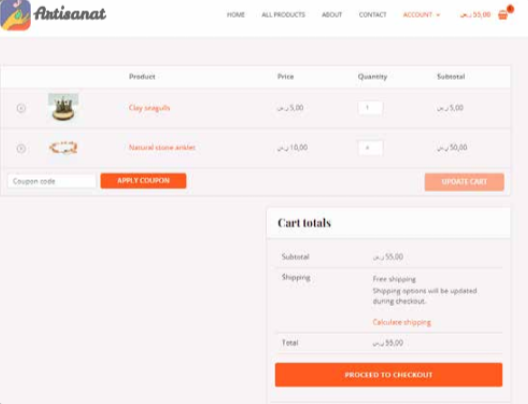 Artisanat
HOME ALL PRODUCTS ABOUT CONTACT ACCOUNT ر.س 55,00
Product Price Quantity Subtotal
Clay seagulls ر.س 5,00 1 ر.س 5,00
Natural stone anklet ر.س 10,00 ر.س 50,00
Coupon code APPLY COUPON UPDATE CART
Cart totals
Subtotal ر.س 55,00
Shipping Free shipping
Shipping options will be updated
during checkout.
Calculate shipping
Total ر.س 55,00
PROCEED TO CHECKOUT